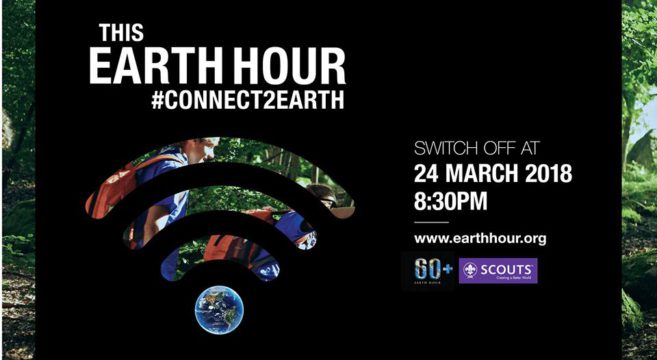 THIS
EARTH HOUR
#CONNECT2EARTH
SWITCH OFF AT
24 MARCH 2018
8:30PM
www.earthhour.org
60+
EARTH HOUR
SCOUTS
Creating a Better World